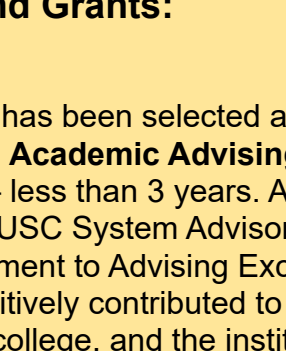 nd Grants:
has been selected a
Academic Advising
less than 3 years. A
USC System Advisor
ment to Advising Exc
itively contributed to
college, and the instit